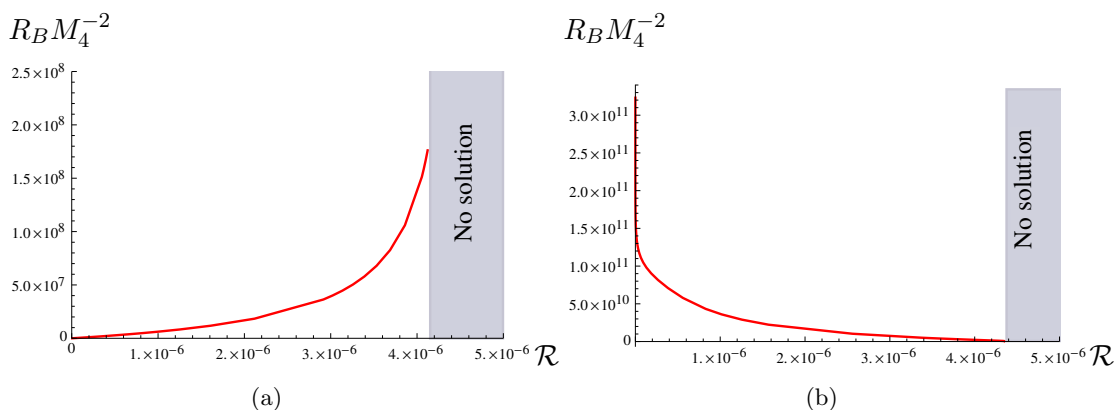 R_B M_4^{-2}
2.5×10^8
2.0×10^8
1.5×10^8
1.0×10^8
5.0×10^7
0
No solution
0 1.×10^{-6} 2.×10^{-6} 3.×10^{-6} 4.×10^{-6} 5.×10^{-6} ℛ
(a)
R_B M_4^{-2}
3.0×10^{11}
2.5×10^{11}
2.0×10^{11}
1.5×10^{11}
1.0×10^{11}
5.0×10^{10}
0
No solution
1.×10^{-6} 2.×10^{-6} 3.×10^{-6} 4.×10^{-6} 5.×10^{-6} ℛ
(b)